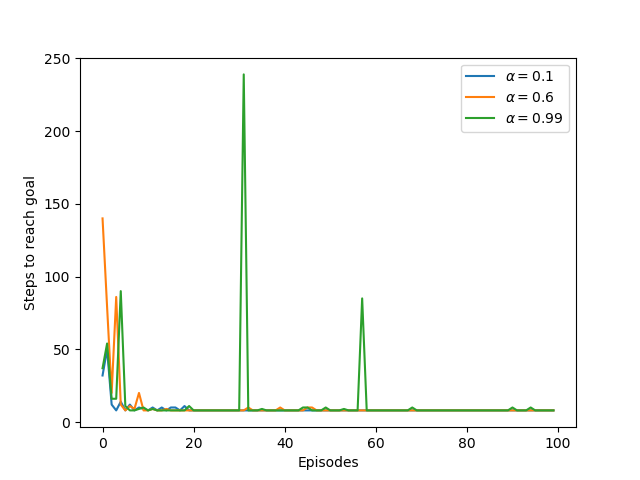 250
200
150
100
50
0
Steps to reach goal
α = 0.1
α = 0.6
α = 0.99
0 20 40 60 80 100
Episodes